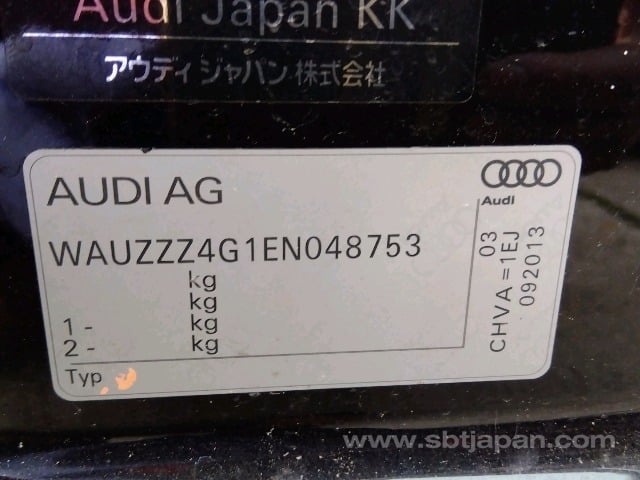 Audi Japan KK
アウディ ジャパン 株式会社
AUDI AG
Audi
WAUZZZ4G1EN048753
kg
kg
1 - kg
2 - kg
Typ
03
CHVA =1EJ
092013
www.sbtjapan.com